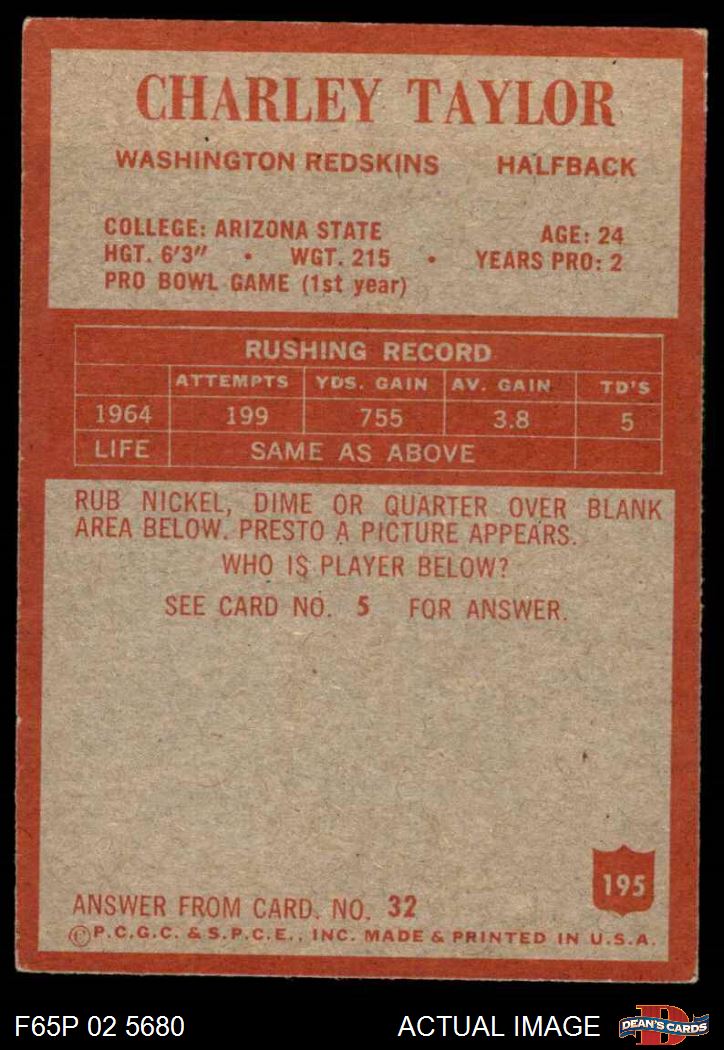 CHARLEY TAYLOR
WASHINGTON REDSKINS HALFBACK
COLLEGE: ARIZONA STATE AGE: 24
HGT. 6'3" • WGT. 215 • YEARS PRO: 2
PRO BOWL GAME (1st year)
RUSHING RECORD
ATTEMPTS YDS. GAIN AV. GAIN TD'S
1964 199 755 3.8 5
LIFE SAME AS ABOVE
RUB NICKEL, DIME OR QUARTER OVER BLANK
AREA BELOW. PRESTO A PICTURE APPEARS.
WHO IS PLAYER BELOW?
SEE CARD NO. 5 FOR ANSWER.
195
ANSWER FROM CARD. NO. 32
©P.C.G.C. & S.P.C.E., INC. MADE & PRINTED IN U.S.A.
F65P 02 5680 ACTUAL IMAGE D DEAN'S CARDS